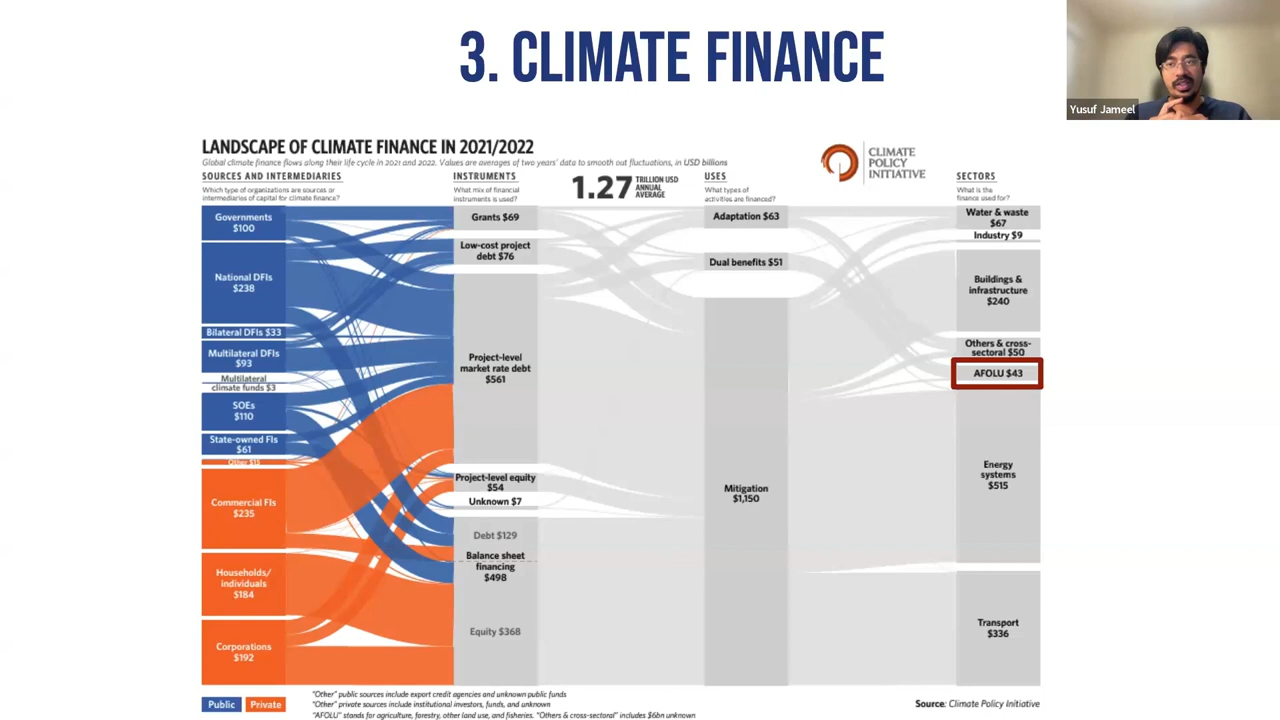 3. CLIMATE FINANCE
Yusuf Jameel
LANDSCAPE OF CLIMATE FINANCE IN 2021/2022
Global climate finance flows along their life cycle in 2021 and 2022. Values are averages of two years' data to smooth out fluctuations, in USD billions
CLIMATE
POLICY
INITIATIVE
SOURCES AND INTERMEDIARIES
Which type of organizations are sources or
intermediaries of capital for climate finance?
Governments
$100
National DFIs
$238
Bilateral DFIs $33
Multilateral DFIs
$93
Multilateral
climate funds $3
SOEs
$110
State-owned FIs
$61
Other $15
Commercial FIs
$235
Households/
Individuals
$184
Corporations
$192
INSTRUMENTS
What mix of financial
instruments is used?
Grants $69
Low-cost project
debt $76
Project-level
market rate debt
$561
Project-level equity
$54
Unknown $7
Debt $129
Balance sheet
financing
$498
Equity $368
1.27 TRILLION USD
ANNUAL
AVERAGE
USES
What types of
activities are financed?
Adaptation $63
Dual benefits $51
Mitigation
$1,150
SECTORS
What is the
finance used for?
Water & waste
$67
Industry $9
Buildings &
infrastructure
$240
Others & cross-
sectoral $50
AFOLU $43
Energy
systems
$515
Transport
$336
Public
Private
"Other" public sources include export credit agencies and unknown public funds
"Other" private sources include institutional investors, funds, and unknown
"AFOLU" stands for agriculture, forestry, other land use, and fisheries. "Others & cross-sectoral" includes $6bn unknown
Source: Climate Policy Initiative